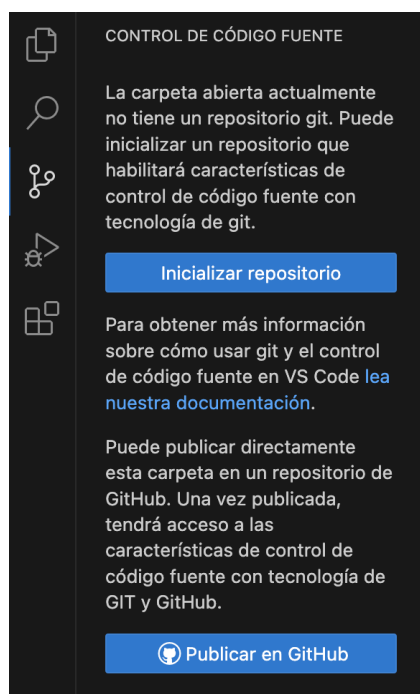 CONTROL DE CÓDIGO FUENTE
La carpeta abierta actualmente
no tiene un repositorio git. Puede
inicializar un repositorio que
habilitará características de
control de código fuente con
tecnología de git.
Inicializar repositorio
Para obtener más información
sobre cómo usar git y el control
de código fuente en VS Code lea
nuestra documentación.
Puede publicar directamente
esta carpeta en un repositorio de
GitHub. Una vez publicada,
tendrá acceso a las
características de control de
código fuente con tecnología de
GIT y GitHub.
Publicar en GitHub